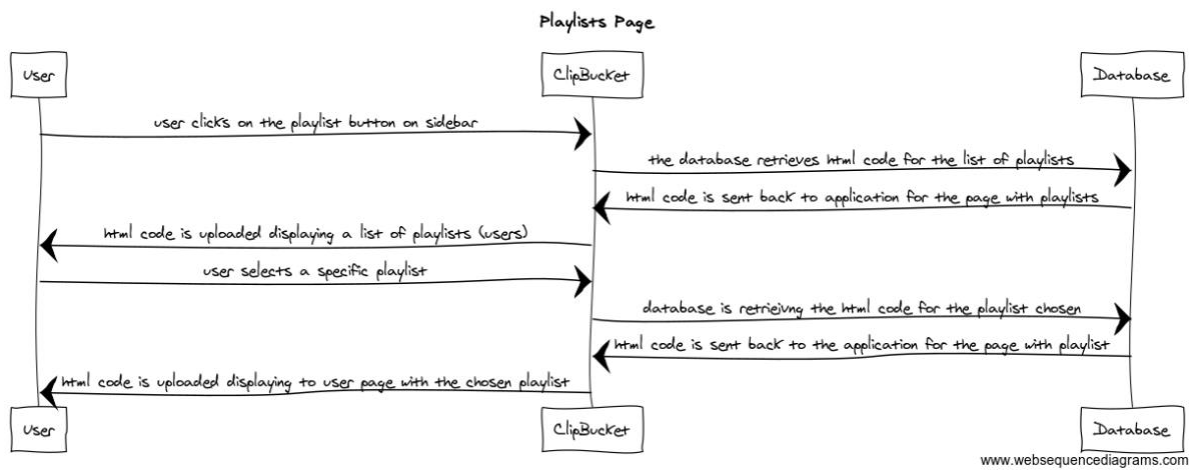 Playlists Page
User
ClipBucket
Database
user clicks on the playlist button on sidebar
the database retrieves html code for the list of playlists
html code is sent back to application for the page with playlists
html code is uploaded displaying a list of playlists (users)
user selects a specific playlist
database is retrieivng the html code for the playlist chosen
html code is sent back to the application for the page with playlist
html code is uploaded displaying to user page with the chosen playlist
User
ClipBucket
Database
www.websequencediagrams.com